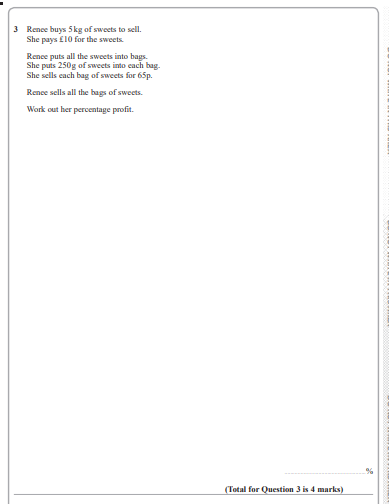 3 Renee buys 5 kg of sweets to sell.
She pays £10 for the sweets.
Renee puts all the sweets into bags.
She puts 250 g of sweets into each bag.
She sells each bag of sweets for 65p.
Renee sells all the bags of sweets.
Work out her percentage profit.
%
(Total for Question 3 is 4 marks)